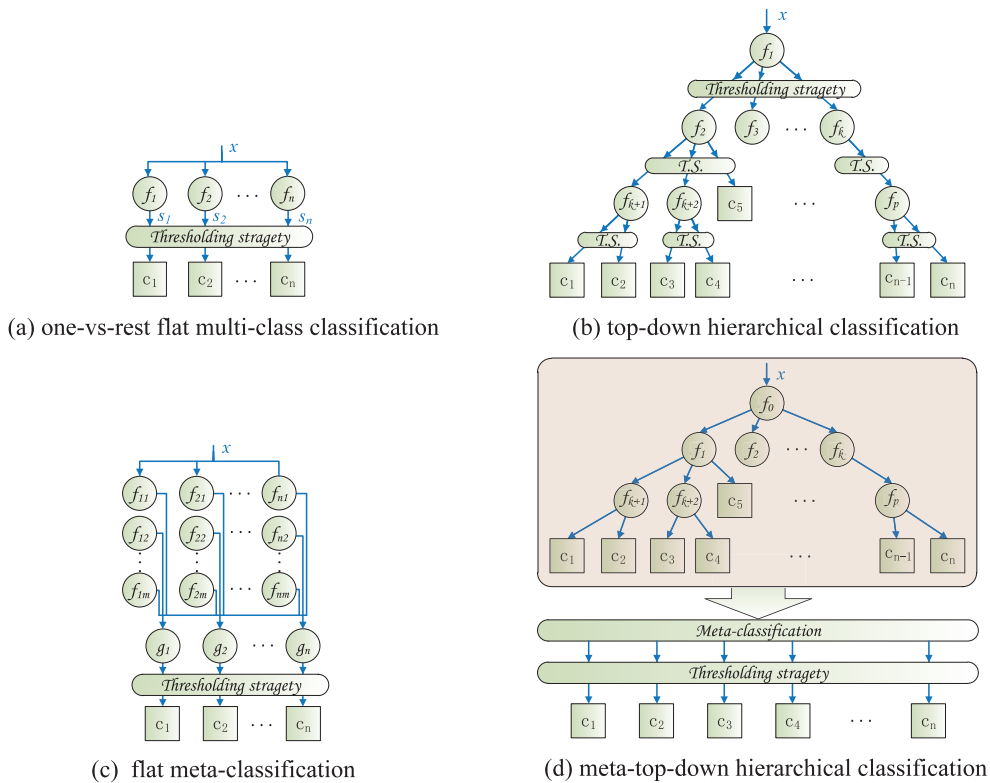 x
f1 f2 ··· fn
s1 s2 sn
Thresholding stragety
c1 c2 ··· cn
(a) one-vs-rest flat multi-class classification
x
f1
Thresholding stragety
f2 f3 ··· fk
T.S. T.S.
fk+1 fk+2 c5 ··· fp
T.S. T.S. T.S.
c1 c2 c3 c4 ··· cn−1 cn
(b) top-down hierarchical classification
x
f11 f21 ··· fn1
f12 f22 ··· fn2
f1m f2m ··· fnm
g1 g2 ··· gn
Thresholding stragety
c1 c2 ··· cn
(c) flat meta-classification
x
f0
f1 f2 ··· fk
fk+1 fk+2 c5 ··· fp
c1 c2 c3 c4 ··· cn−1 cn
Meta-classification
Thresholding stragety
c1 c2 c3 c4 ··· cn
(d) meta-top-down hierarchical classification